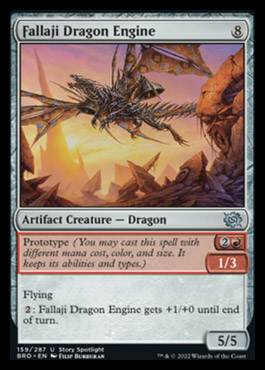 Fallaji Dragon Engine 8
Artifact Creature — Dragon
Prototype (You may cast this spell with 2
different mana cost, color, and size. It
keeps its abilities and types.) 1/3
Flying
2: Fallaji Dragon Engine gets +1/+0 until end
of turn.
5/5
159/287 U Story Spotlight
BRO • EN FILIP BURBURAN ™ & © 2022 Wizards of the Coast